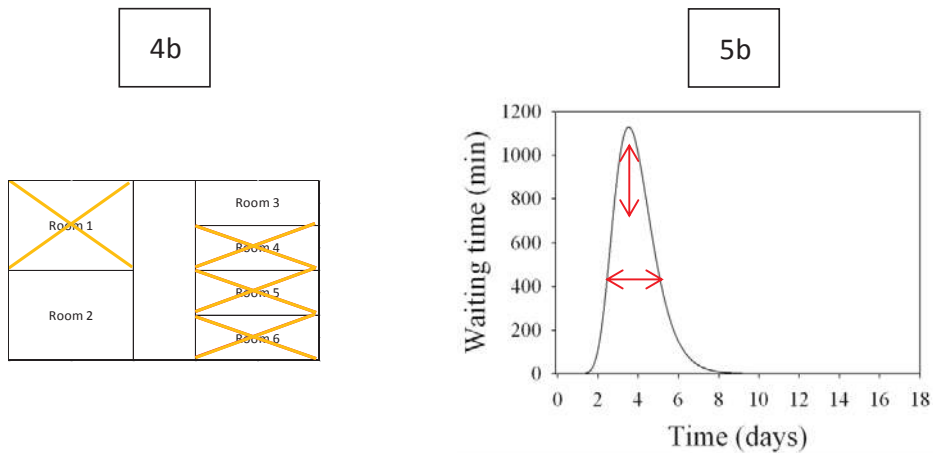 4b
5b
Room 1
Room 2
Room 3
Room 4
Room 5
Room 6
Waiting time (min)
1200
1000
800
600
400
200
0
0 2 4 6 8 10 12 14 16 18
Time (days)